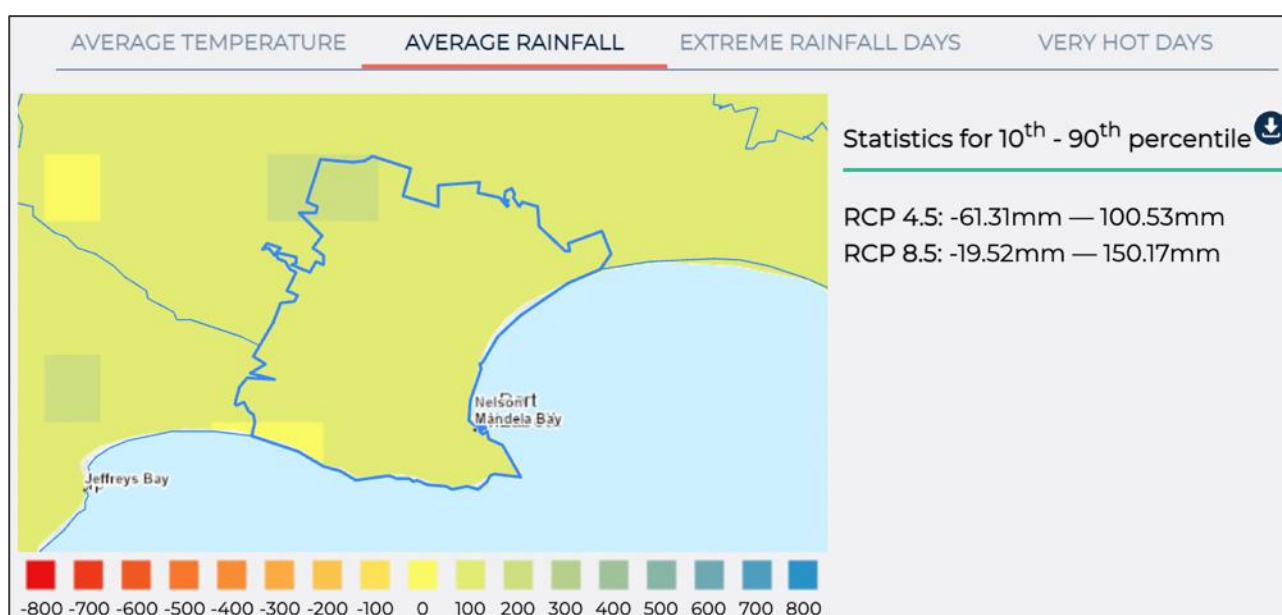 AVERAGE TEMPERATURE AVERAGE RAINFALL EXTREME RAINFALL DAYS VERY HOT DAYS
Statistics for 10th - 90th percentile
RCP 4.5: -61.31mm — 100.53mm
RCP 8.5: -19.52mm — 150.17mm
Nelson
Mandela Bay
Jeffreys Bay
-800 -700 -600 -500 -400 -300 -200 -100 0 100 200 300 400 500 600 700 800